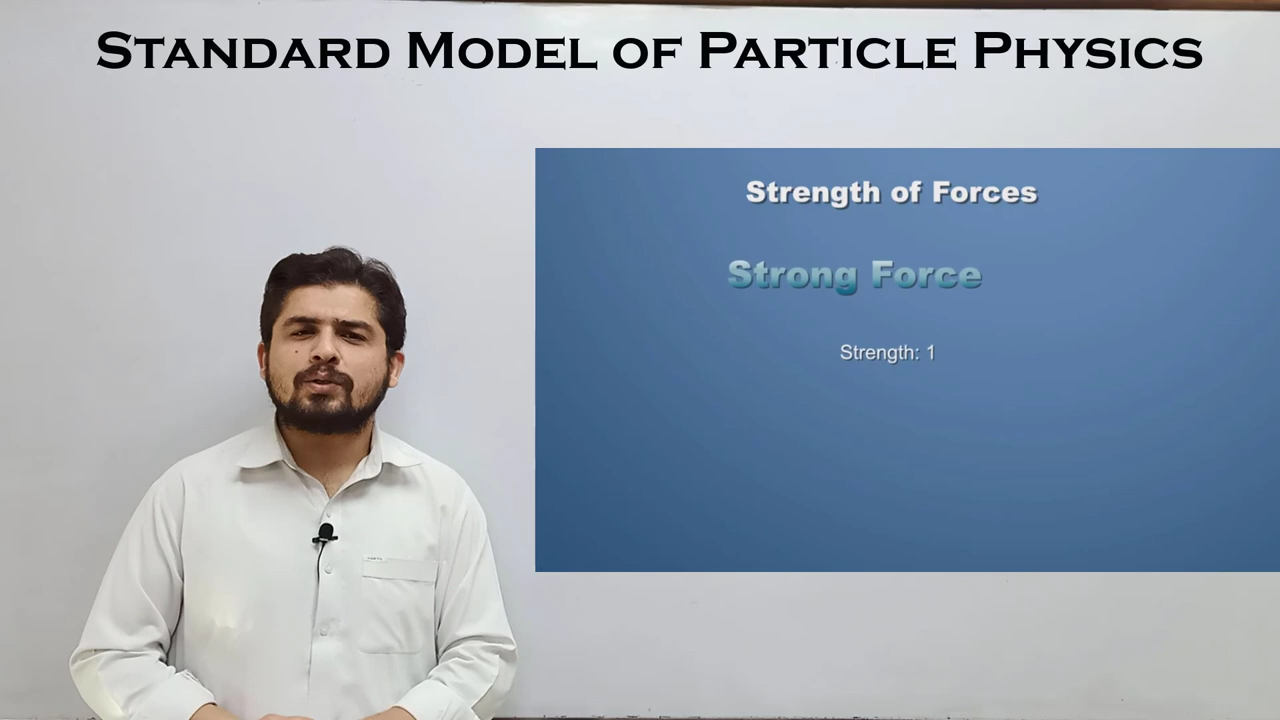 Standard Model of Particle Physics
Strength of Forces
Strong Force
Strength: 1